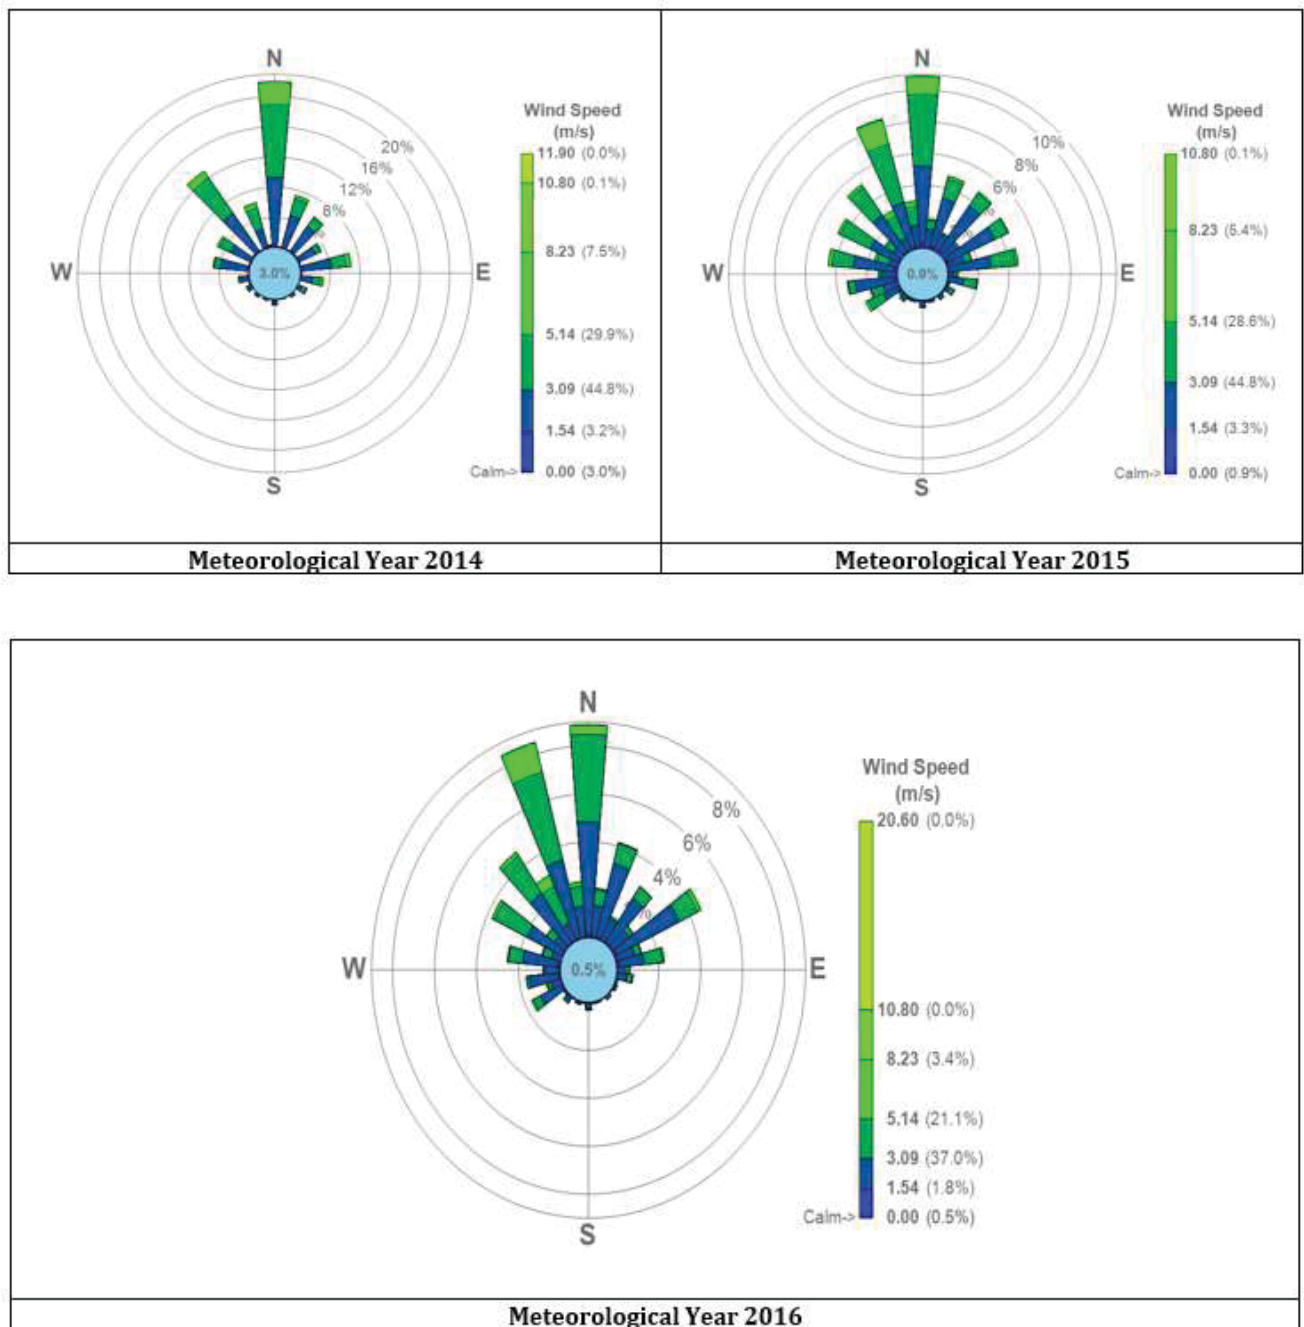 N
W
E
S
20%
16%
12%
8%
3.0%
Wind Speed
(m/s)
11.90 (0.0%)
10.80 (0.1%)
8.23 (7.5%)
5.14 (29.9%)
3.09 (44.8%)
1.54 (3.2%)
Calm-> 0.00 (3.0%)
Meteorological Year 2014
N
W
E
S
10%
8%
6%
0.9%
Wind Speed
(m/s)
10.80 (0.1%)
8.23 (5.4%)
5.14 (28.6%)
3.09 (44.8%)
1.54 (3.3%)
Calm-> 0.00 (0.9%)
Meteorological Year 2015
N
W
E
S
8%
6%
4%
0.5%
Wind Speed
(m/s)
20.60 (0.0%)
10.80 (0.0%)
8.23 (3.4%)
5.14 (21.1%)
3.09 (37.0%)
1.54 (1.8%)
Calm-> 0.00 (0.5%)
Meteorological Year 2016